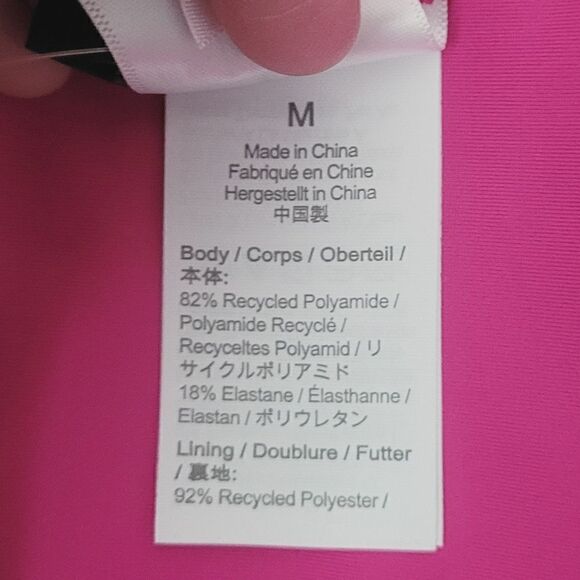 M
Made in China
Fabriqué en Chine
Hergestellt in China
中国製
Body / Corps / Oberteil /
本体:
82% Recycled Polyamide /
Polyamide Recyclé /
Recyceltes Polyamid / リ
サイクルポリアミド
18% Elastane / Élasthanne /
Elastan / ポリウレタン
Lining / Doublure / Futter
/ 裏地:
92% Recycled Polyester /